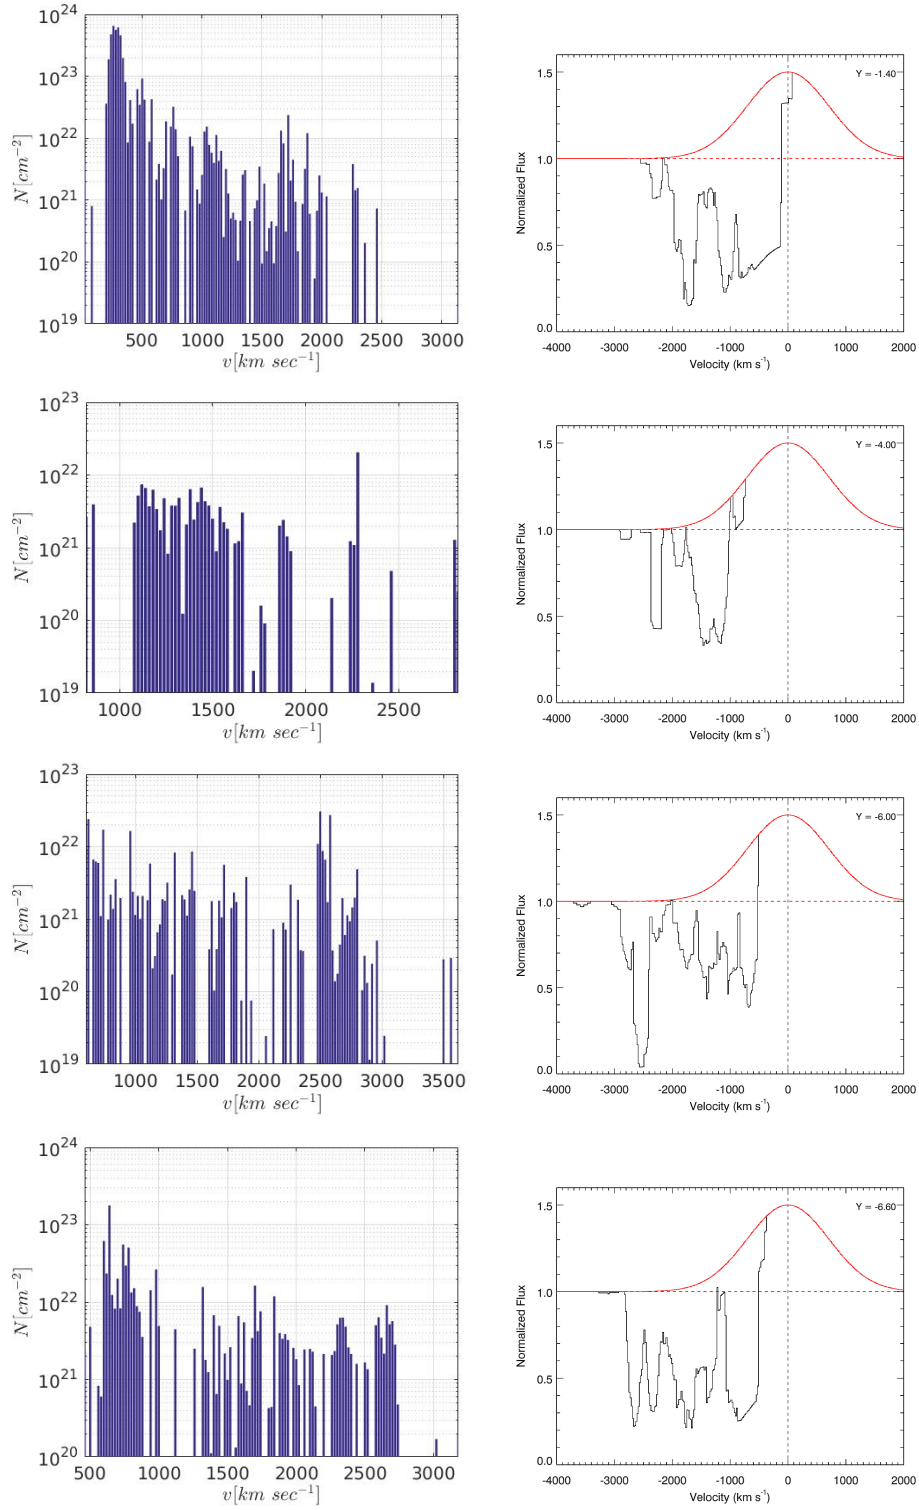 10^24
10^23
10^22
10^21
10^20
10^19
N[cm^−2]
500 1000 1500 2000 2500 3000
v[km sec^−1]
1.5
1.0
0.5
0.0
Normalized Flux
Y = -1.40
-4000 -3000 -2000 -1000 0 1000 2000
Velocity (km s^-1)
10^23
10^22
10^21
10^20
10^19
N[cm^−2]
1000 1500 2000 2500
v[km sec^−1]
1.5
1.0
0.5
0.0
Normalized Flux
Y = -4.00
-4000 -3000 -2000 -1000 0 1000 2000
Velocity (km s^-1)
10^23
10^22
10^21
10^20
10^19
N[cm^−2]
1000 1500 2000 2500 3000 3500
v[km sec^−1]
1.5
1.0
0.5
0.0
Normalized Flux
Y = -6.00
-4000 -3000 -2000 -1000 0 1000 2000
Velocity (km s^-1)
10^24
10^23
10^22
10^21
10^20
N[cm^−2]
500 1000 1500 2000 2500 3000
v[km sec^−1]
1.5
1.0
0.5
0.0
Normalized Flux
Y = -6.60
-4000 -3000 -2000 -1000 0 1000 2000
Velocity (km s^-1)